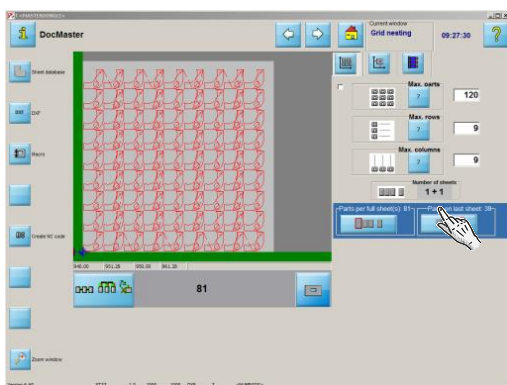 DocMaster
Current window
Grid nesting
09:27:30
Sheet database
DXF
DXF
Macro
Create NC code
Zoom window
Max. parts
120
Max. rows
9
Max. columns
9
Number of sheets
1 + 1
Parts per full sheet(s): 81
on last sheet: 39
81